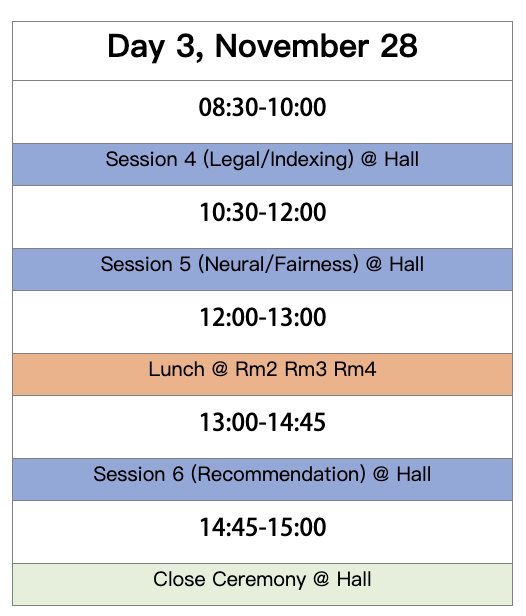 Day 3, November 28
08:30-10:00
Session 4 (Legal/Indexing) @ Hall
10:30-12:00
Session 5 (Neural/Fairness) @ Hall
12:00-13:00
Lunch @ Rm2 Rm3 Rm4
13:00-14:45
Session 6 (Recommendation) @ Hall
14:45-15:00
Close Ceremony @ Hall